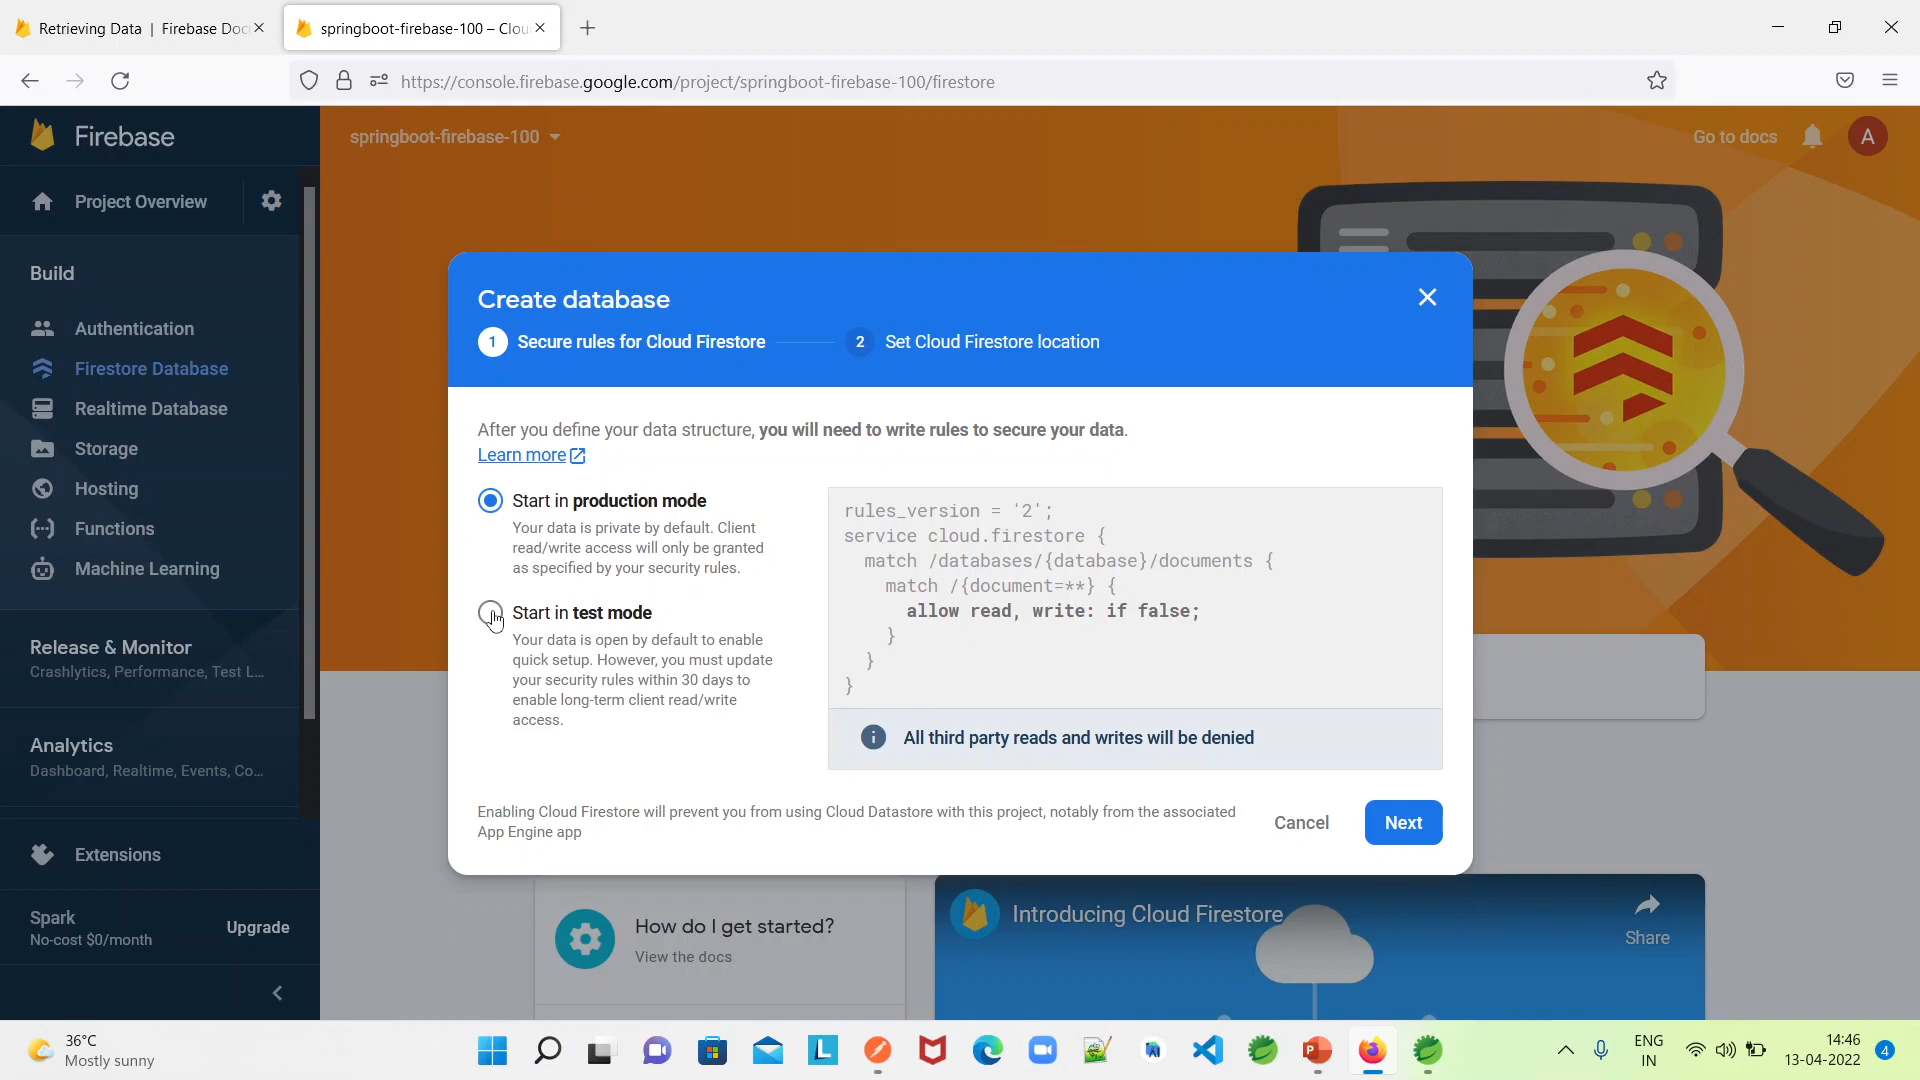 Retrieving Data | Firebase Doc
springboot-firebase-100 – Clou
https://console.firebase.google.com/project/springboot-firebase-100/firestore
Firebase
springboot-firebase-100
Go to docs
A
Project Overview
Build
Authentication
Firestore Database
Realtime Database
Storage
Hosting
Functions
Machine Learning
Release & Monitor
Crashlytics, Performance, Test L...
Analytics
Dashboard, Realtime, Events, Co...
Extensions
Spark
No-cost $0/month
Upgrade
Create database
1 Secure rules for Cloud Firestore
2 Set Cloud Firestore location
After you define your data structure, you will need to write rules to secure your data.
Learn more
Start in production mode
Your data is private by default. Client
read/write access will only be granted
as specified by your security rules.
Start in test mode
Your data is open by default to enable
quick setup. However, you must update
your security rules within 30 days to
enable long-term client read/write
access.
rules_version = '2';
service cloud.firestore {
match /databases/{database}/documents {
match /{document=**} {
allow read, write: if false;
}
}
}
All third party reads and writes will be denied
Enabling Cloud Firestore will prevent you from using Cloud Datastore with this project, notably from the associated
App Engine app
Cancel
Next
How do I get started?
View the docs
Introducing Cloud Firestore
Share
36°C
Mostly sunny
ENG
IN
14:46
13-04-2022
4